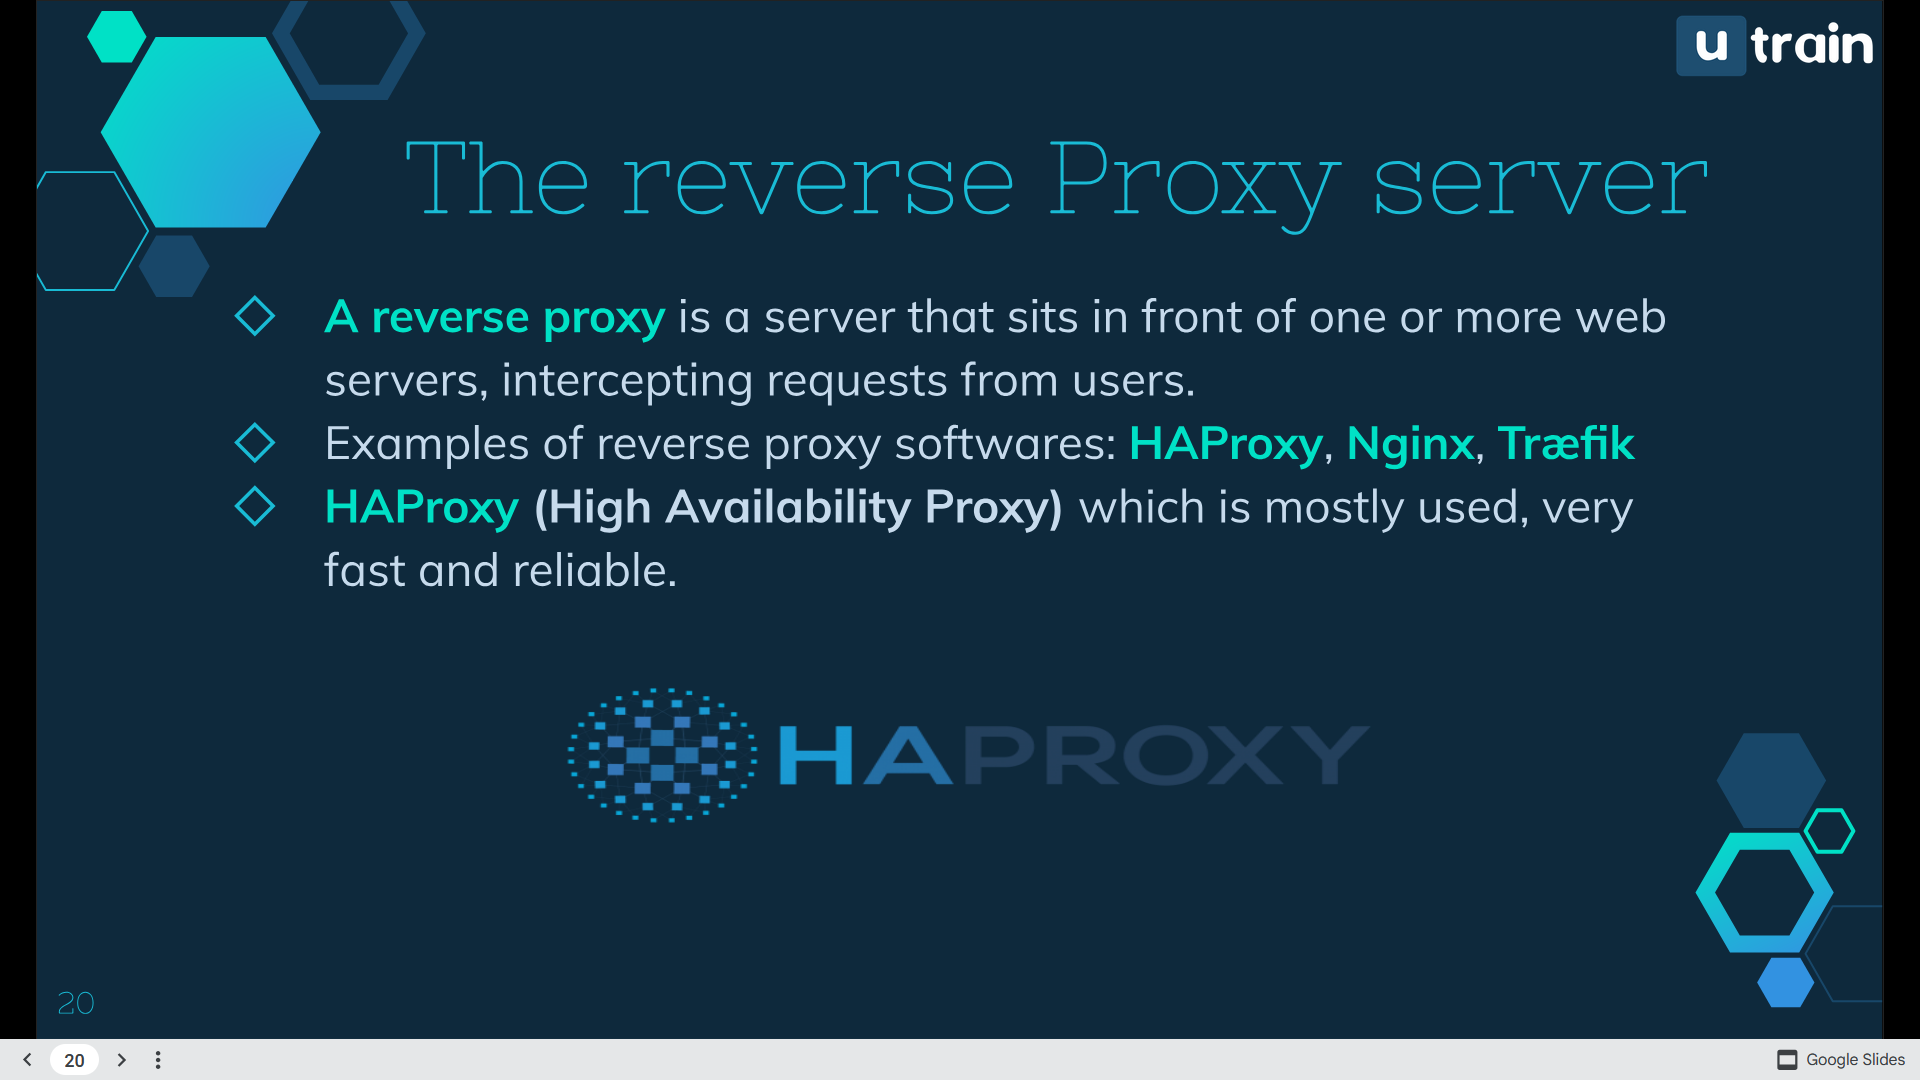 u train
The reverse Proxy server
A reverse proxy is a server that sits in front of one or more web
servers, intercepting requests from users.
Examples of reverse proxy softwares: HAProxy, Nginx, Træfik
HAProxy (High Availability Proxy) which is mostly used, very
fast and reliable.
HAPROXY
20
20
Google Slides